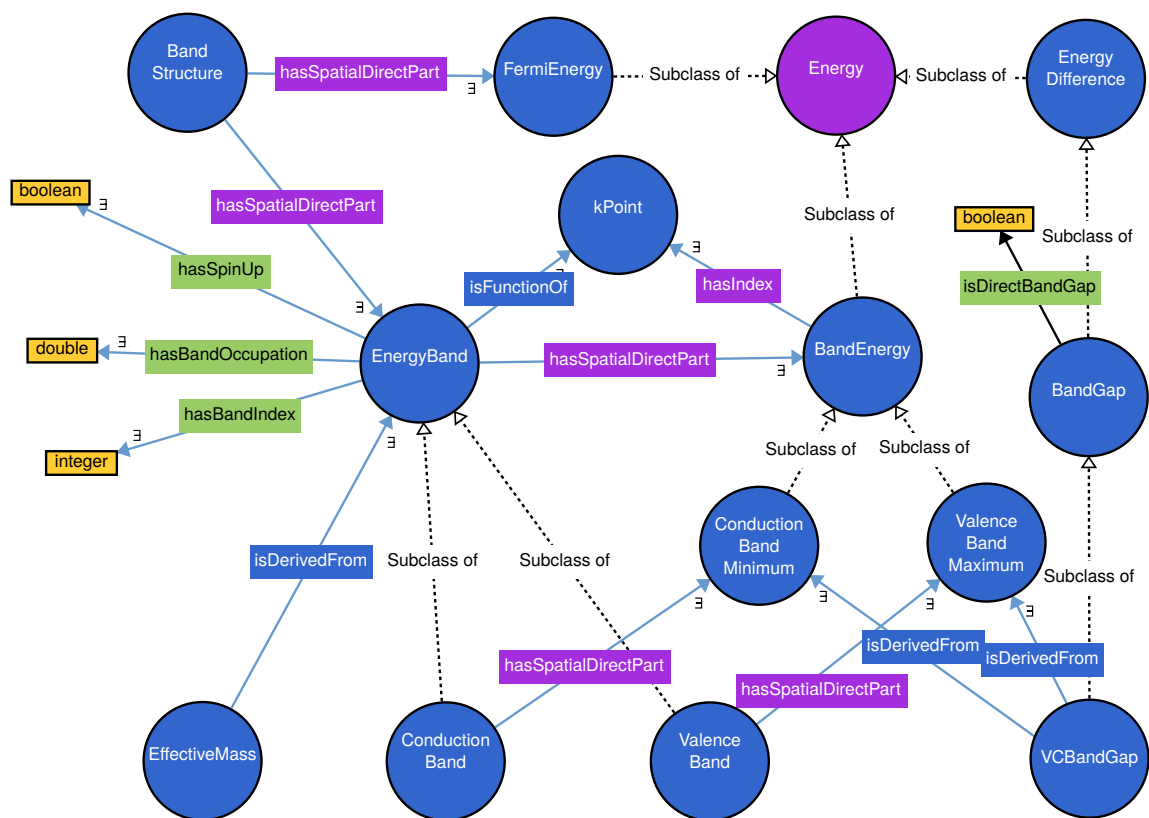 Band
Structure
hasSpatialDirectPart
∃
FermiEnergy
Subclass of
Energy
Subclass of
Energy
Difference
boolean
∃
hasSpatialDirectPart
kPoint
Subclass of
boolean
Subclass of
hasSpinUp
∃
isFunctionOf
∃
hasIndex
isDirectBandGap
double
∃
hasBandOccupation
∃
EnergyBand
hasSpatialDirectPart
∃
BandEnergy
BandGap
hasBandIndex
∃
integer
∃
Subclass of
Subclass of
Conduction
Band
Minimum
Valence
Band
Maximum
isDerivedFrom
Subclass of
Subclass of
Subclass of
∃
∃
∃
∃
hasSpatialDirectPart
isDerivedFrom
isDerivedFrom
hasSpatialDirectPart
EffectiveMass
Conduction
Band
Valence
Band
VCBandGap